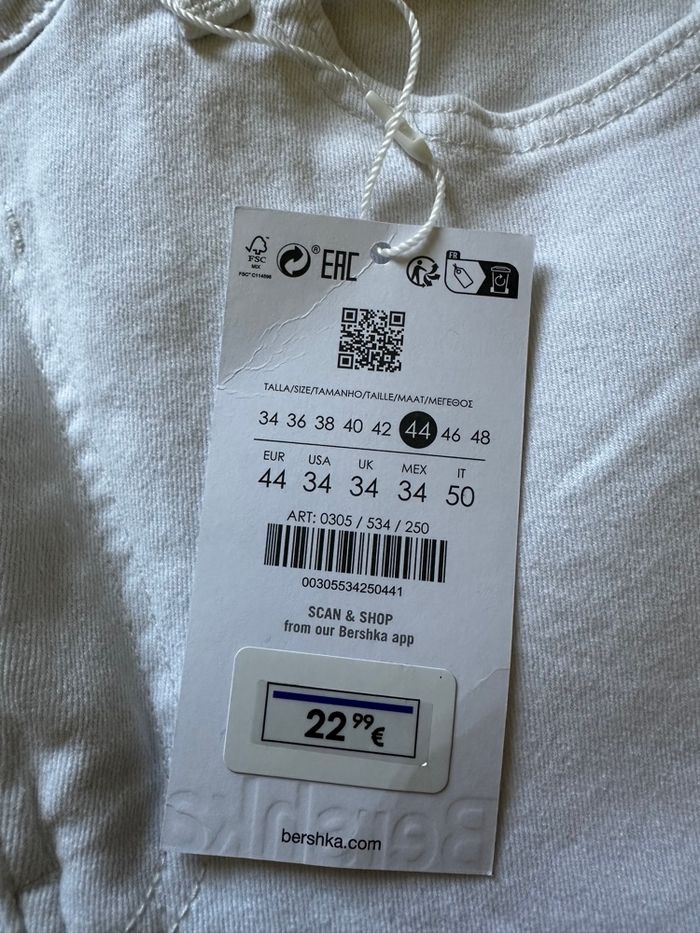 FSC
MIX
FSC® C114598
®
EAC
FR
TALLA/SIZE/TAMANHO/TAILLE/MAAT/ΜΕΓΕΘΟΣ
34 36 38 40 42 44 46 48
EUR USA UK MEX IT
44 34 34 34 50
ART: 0305 / 534 / 250
00305534250441
SCAN & SHOP
from our Bershka app
22 99 €
bershka.com